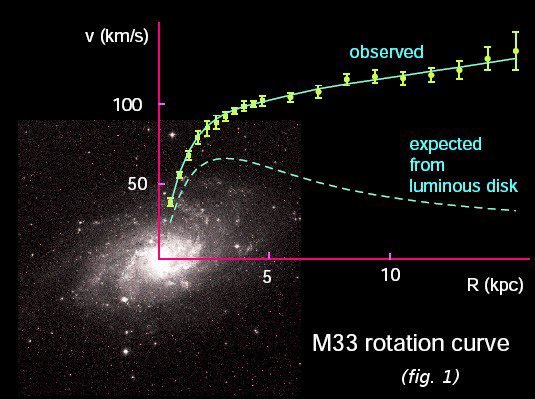 v (km/s)
observed
100
expected
from
luminous disk
50
5
10
R (kpc)
M33 rotation curve
(fig. 1)